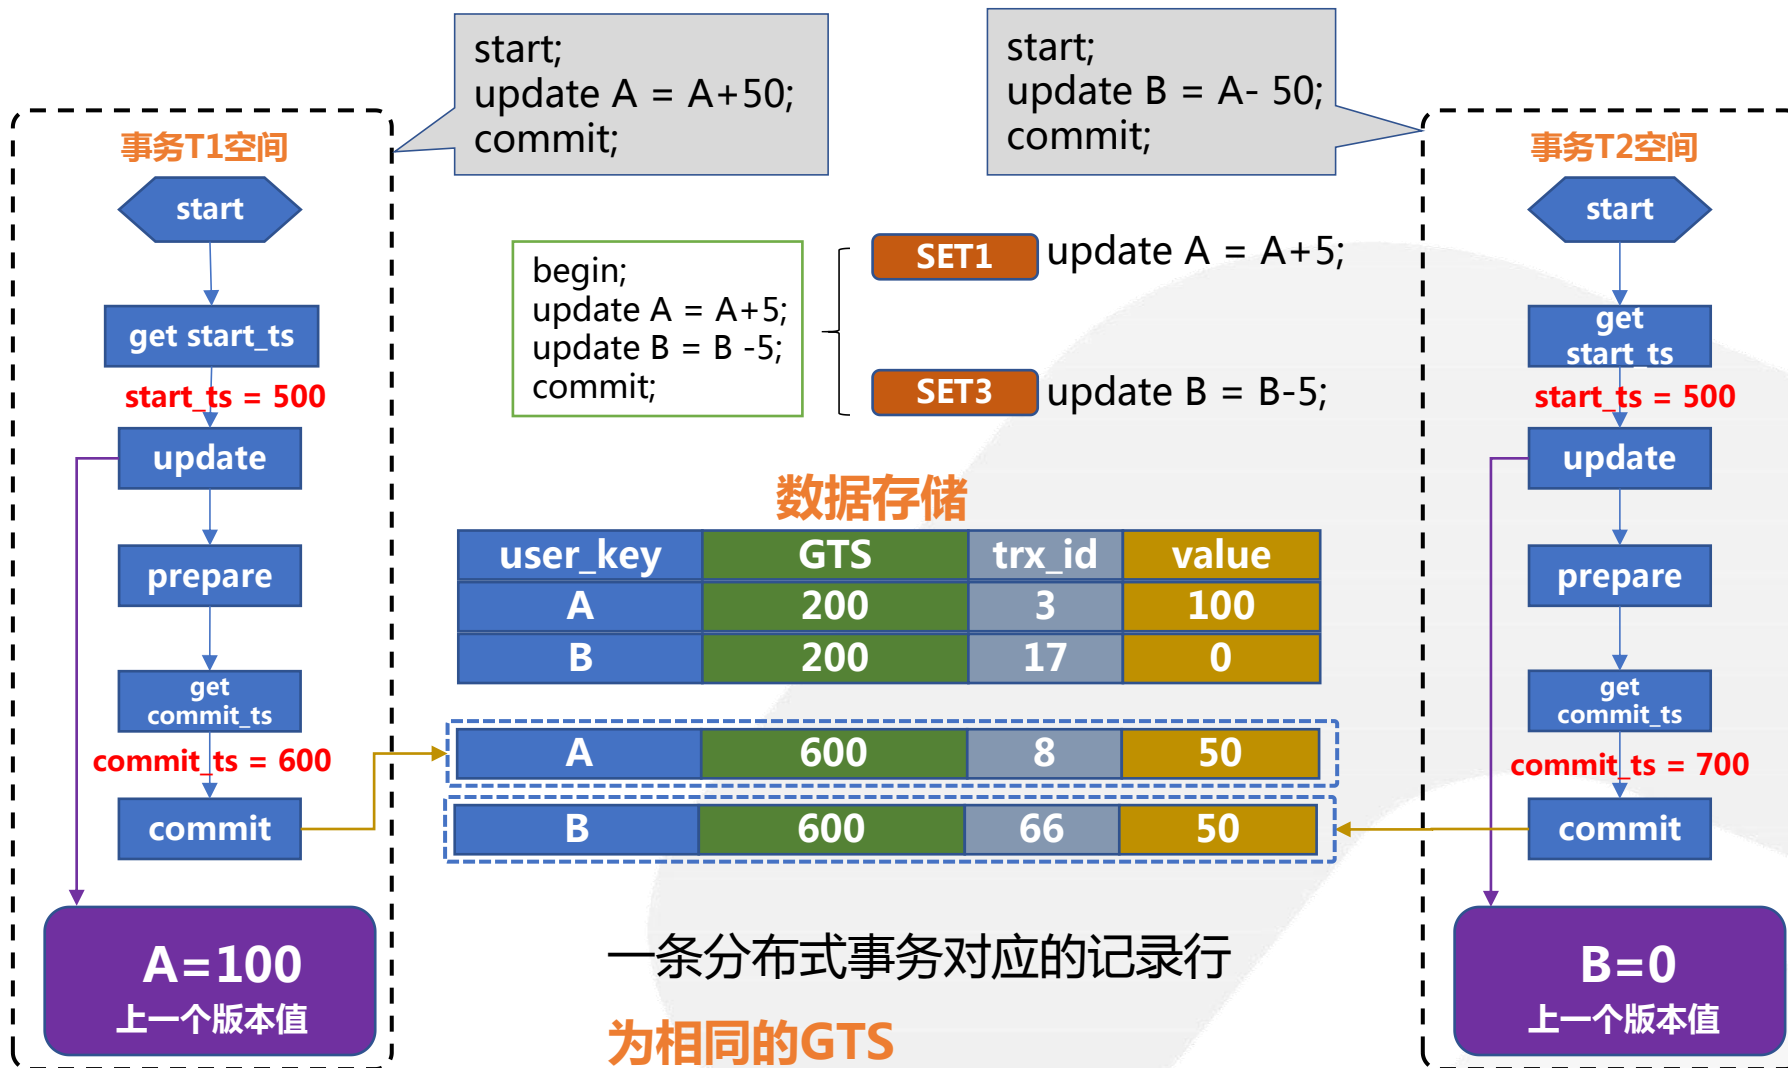 start;
update A = A+50;
commit;
start;
update B = A- 50;
commit;
事务T1空间
start
get start_ts
start_ts = 500
update
prepare
get
commit_ts
commit_ts = 600
commit
A=100
上一个版本值
begin;
update A = A+5;
update B = B -5;
commit;
SET1
update A = A+5;
SET3
update B = B-5;
数据存储
user_key GTS trx_id value
A 200 3 100
B 200 17 0
A 600 8 50
B 600 66 50
一条分布式事务对应的记录行
为相同的GTS
事务T2空间
start
get
start_ts
start_ts = 500
update
prepare
get
commit_ts
commit_ts = 700
commit
B=0
上一个版本值